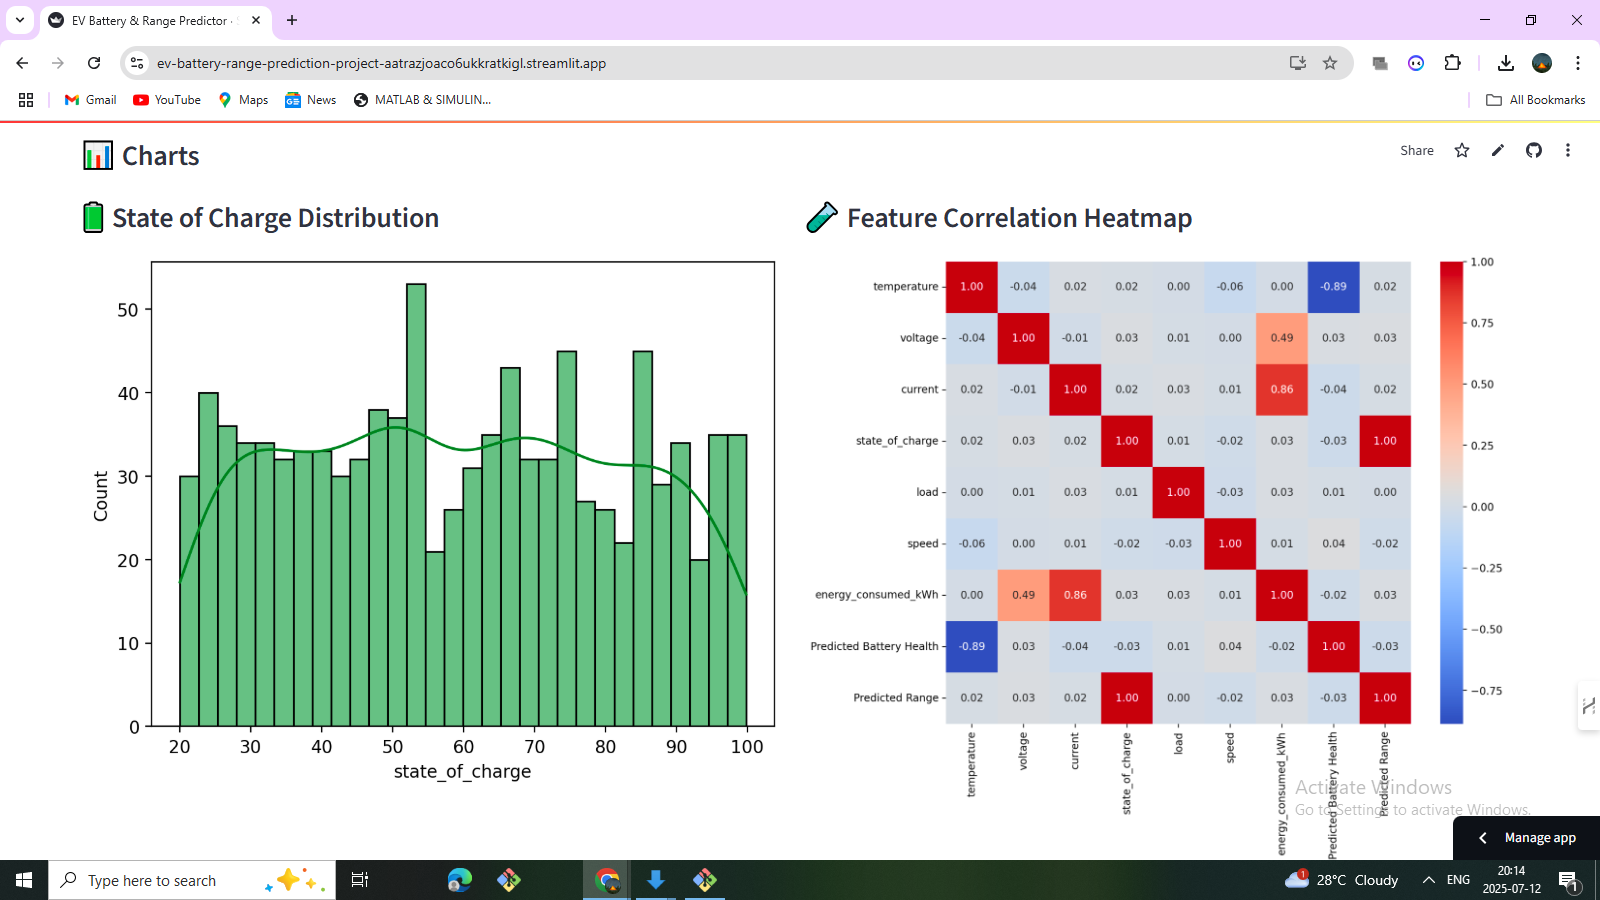 EV Battery & Range Predictor ·
ev-battery-range-prediction-project-aatrazjoaco6ukkratkigl.streamlit.app
Gmail
YouTube
Maps
News
MATLAB & SIMULIN...
All Bookmarks
Charts
Share
State of Charge Distribution
Count
50
40
30
20
10
0
20 30 40 50 60 70 80 90 100
state_of_charge
Feature Correlation Heatmap
temperature 1.00 -0.04 0.02 0.02 0.00 -0.06 0.00 -0.89 0.02
voltage -0.04 1.00 -0.01 0.03 0.01 0.00 0.49 0.03 0.03
current 0.02 -0.01 1.00 0.02 0.03 0.01 0.86 -0.04 0.02
state_of_charge 0.02 0.03 0.02 1.00 0.01 -0.02 0.03 -0.03 1.00
load 0.00 0.01 0.03 0.01 1.00 -0.03 0.03 0.01 0.00
speed -0.06 0.00 0.01 -0.02 -0.03 1.00 0.01 0.04 -0.02
energy_consumed_kWh 0.00 0.49 0.86 0.03 0.03 0.01 1.00 -0.02 0.03
Predicted Battery Health -0.89 0.03 -0.04 -0.03 0.01 0.04 -0.02 1.00 -0.03
Predicted Range 0.02 0.03 0.02 1.00 0.00 -0.02 0.03 -0.03 1.00
temperature
voltage
current
state_of_charge
load
speed
energy_consumed_kWh
Predicted Battery Health
Predicted Range
1.00
0.75
0.50
0.25
0.00
−0.25
−0.50
−0.75
Activate Windows
Go to Settings to activate Windows.
Manage app
Type here to search
1
28°C Cloudy
ENG
20:14
2025-07-12
1